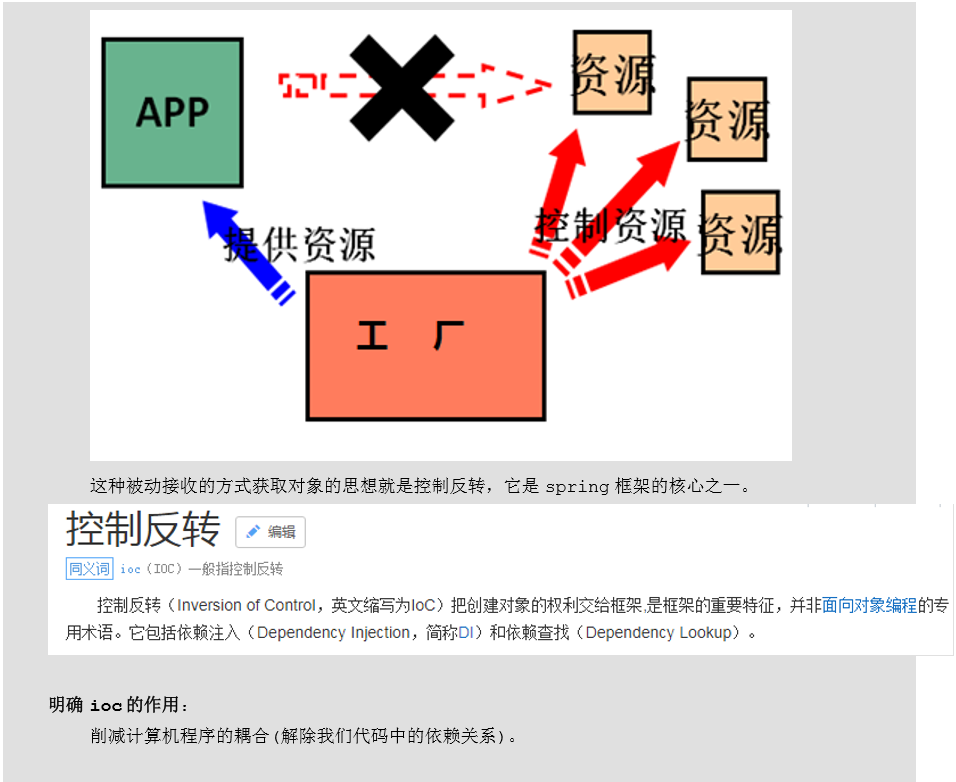 APP
资源
资源
资源
提供资源
控制资源
工 厂
这种被动接收的方式获取对象的思想就是控制反转，它是 spring 框架的核心之一。
控制反转 编辑
同义词 ioc（IOC）一般指控制反转
控制反转（Inversion of Control，英文缩写为IoC）把创建对象的权利交给框架,是框架的重要特征，并非面向对象编程的专
用术语。它包括依赖注入（Dependency Injection，简称DI）和依赖查找（Dependency Lookup）。
明确 ioc 的作用：
削减计算机程序的耦合(解除我们代码中的依赖关系)。